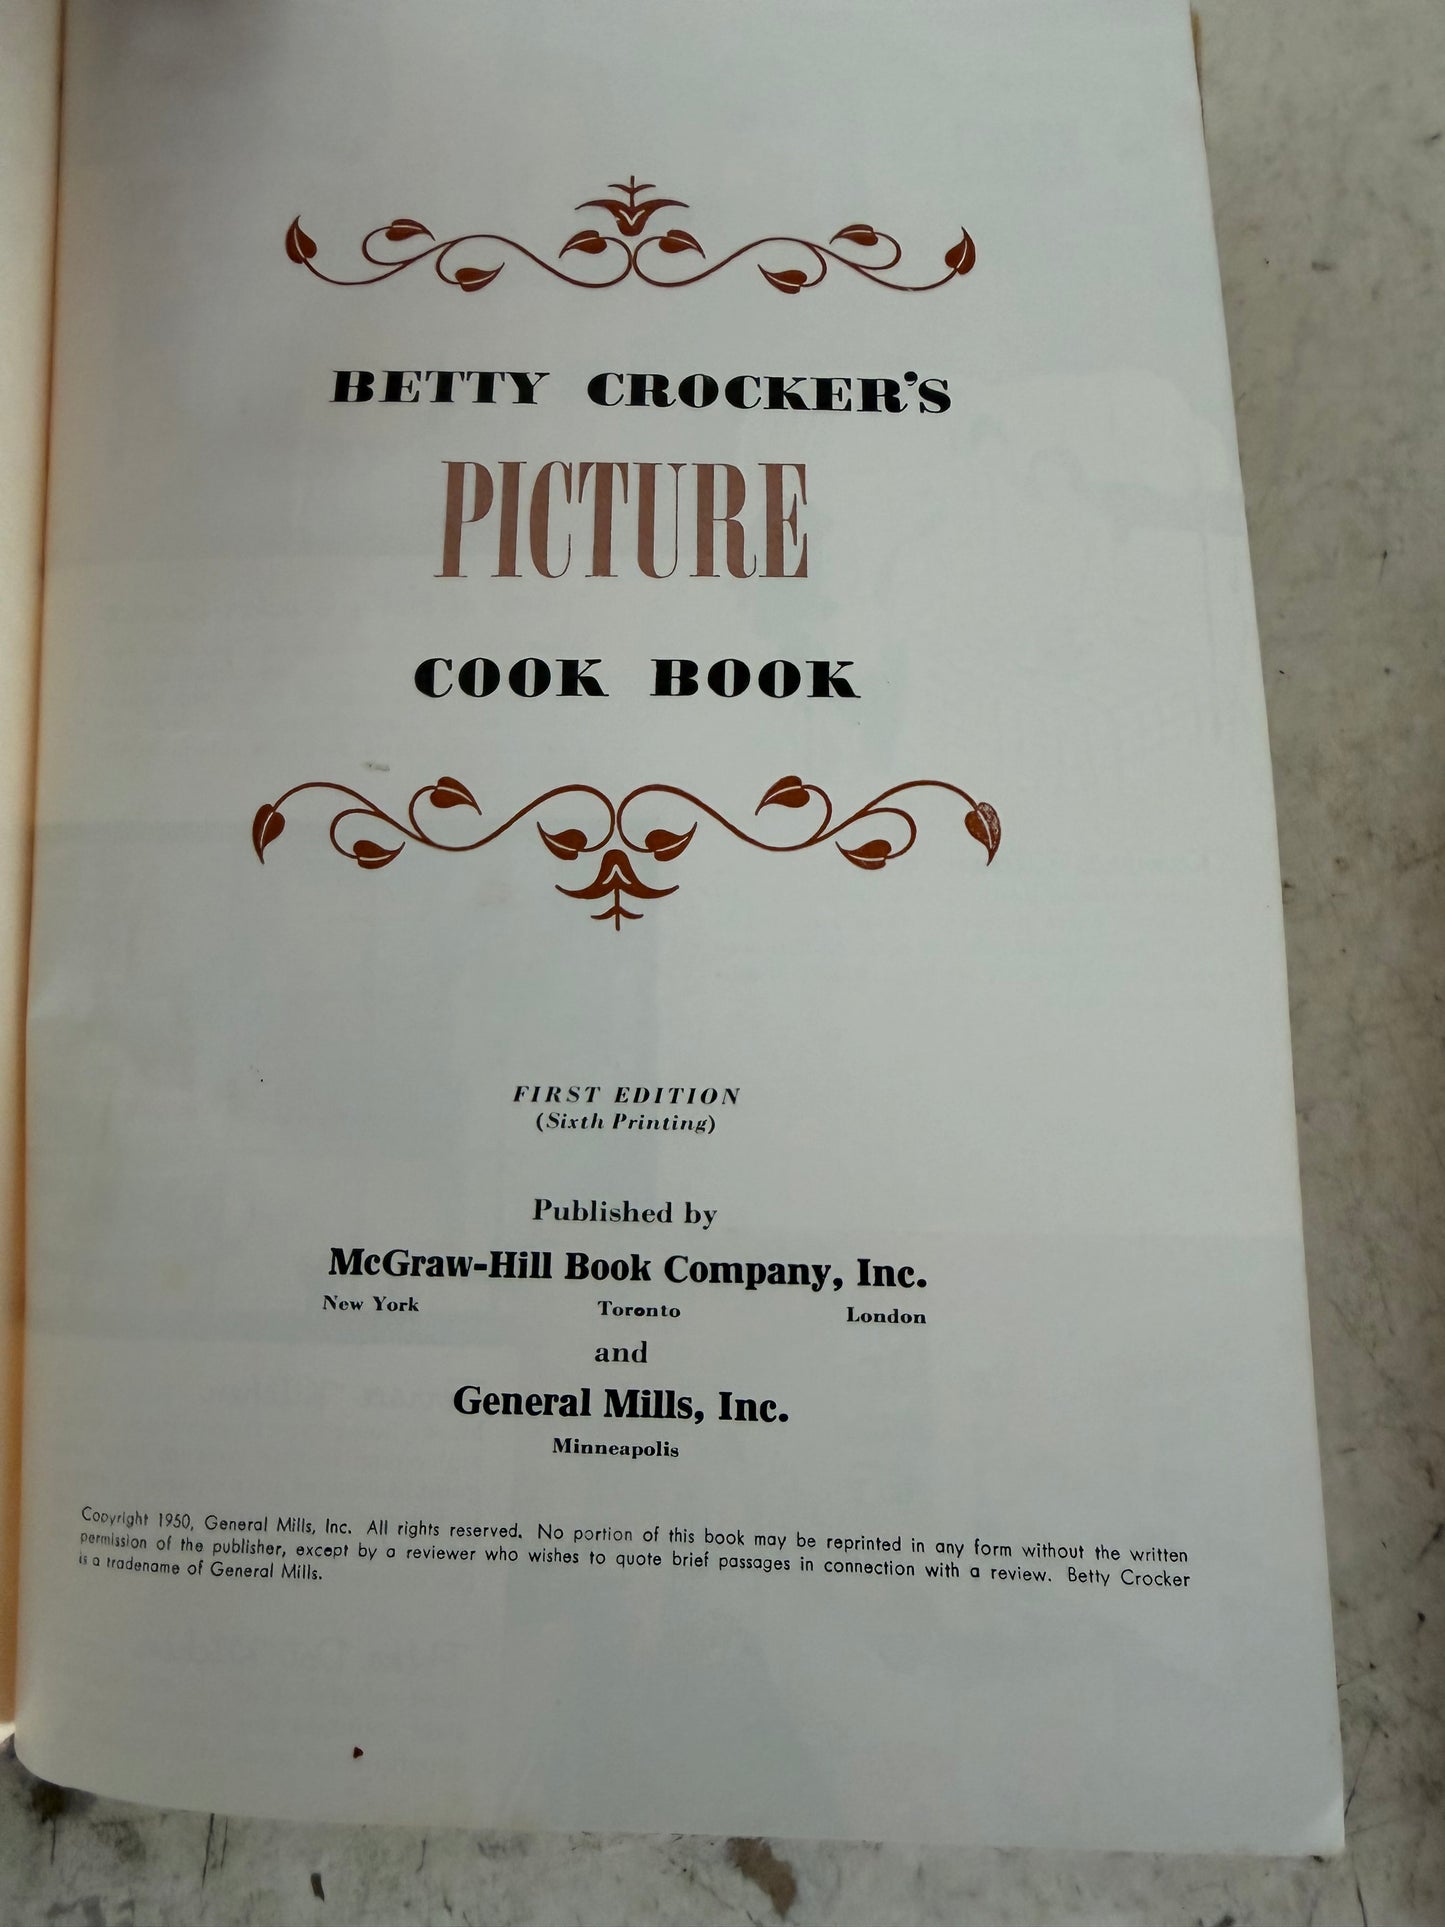 BETTY CROCKER'S
PICTURE
COOK BOOK
FIRST EDITION
(Sixth Printing)
Published by
McGraw-Hill Book Company, Inc.
New York Toronto London
and
General Mills, Inc.
Minneapolis
Copyright 1950, General Mills, Inc. All rights reserved. No portion of this book may be reprinted in any form without the written
permission of the publisher, except by a reviewer who wishes to quote brief passages in connection with a review. Betty Crocker
is a tradename of General Mills.